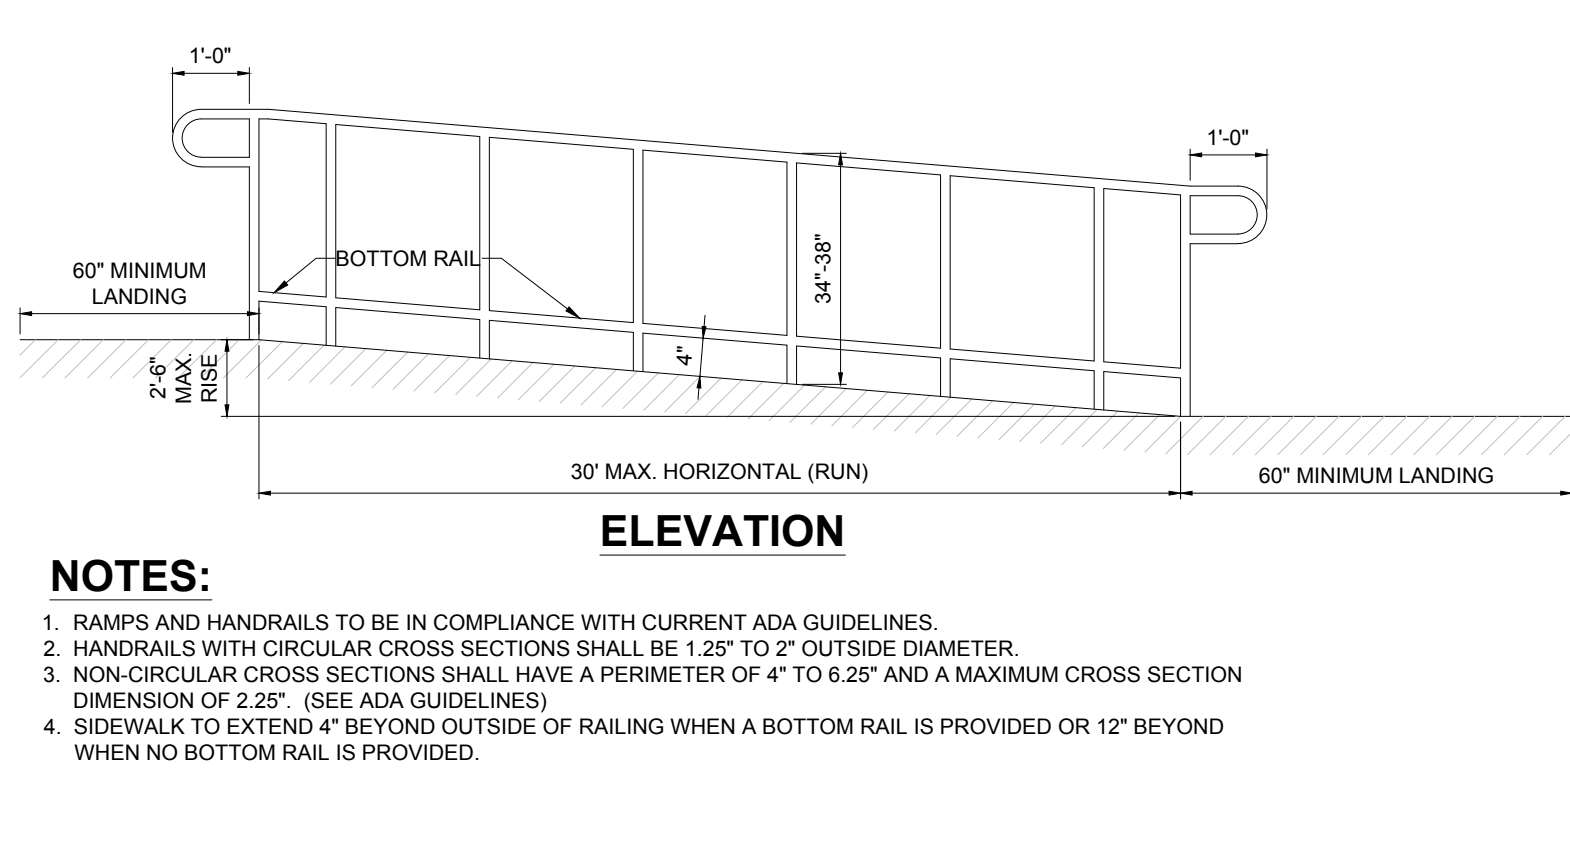 1'-0"
1'-0"
BOTTOM RAIL
34"-38"
60" MINIMUM
LANDING
2'-6"
MAX.
RISE
4"
30' MAX. HORIZONTAL (RUN)
60" MINIMUM LANDING
ELEVATION
NOTES:
1. RAMPS AND HANDRAILS TO BE IN COMPLIANCE WITH CURRENT ADA GUIDELINES.
2. HANDRAILS WITH CIRCULAR CROSS SECTIONS SHALL BE 1.25" TO 2" OUTSIDE DIAMETER.
3. NON-CIRCULAR CROSS SECTIONS SHALL HAVE A PERIMETER OF 4" TO 6.25" AND A MAXIMUM CROSS SECTION
DIMENSION OF 2.25". (SEE ADA GUIDELINES)
4. SIDEWALK TO EXTEND 4" BEYOND OUTSIDE OF RAILING WHEN A BOTTOM RAIL IS PROVIDED OR 12" BEYOND
WHEN NO BOTTOM RAIL IS PROVIDED.